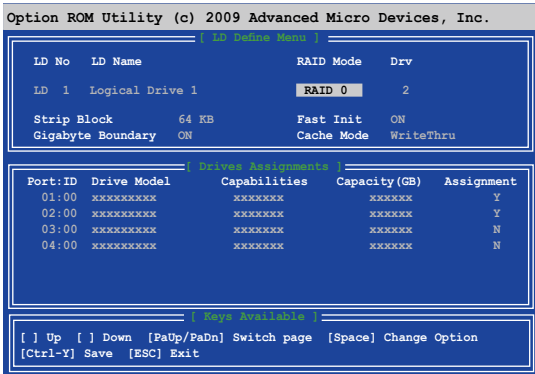 Option ROM Utility (c) 2009 Advanced Micro Devices, Inc.
[ LD Define Menu ]
LD No LD Name RAID Mode Drv
LD 1 Logical Drive 1 RAID 0 2
Strip Block 64 KB Fast Init ON
Gigabyte Boundary ON Cache Mode WriteThru
[ Drives Assignments ]
Port:ID Drive Model Capabilities Capacity(GB) Assignment
01:00 xxxxxxxxx xxxxxxx xxxxxx Y
02:00 xxxxxxxxx xxxxxxx xxxxxx Y
03:00 xxxxxxxxx xxxxxxx xxxxxx N
04:00 xxxxxxxxx xxxxxxx xxxxxx N
[ Keys Available ]
[ ] Up [ ] Down [PaUp/PaDn] Switch page [Space] Change Option
[Ctrl-Y] Save [ESC] Exit